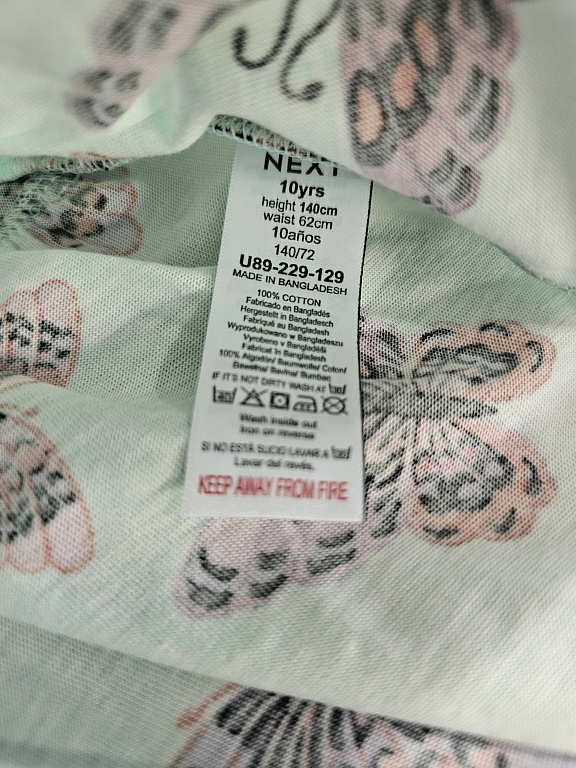 NEXT
10yrs
height 140cm
waist 62cm
10años
140/72
U89-229-129
MADE IN BANGLADESH
100% COTTON
Fabricado en Bangladés
Hergestellt in Bangladesch
Fabriqué au Bangladesh
Wyprodukowano w Bangladeszu
Vyrobeno v Bangladéši
Fabricat în Bangladesh
100% Algodón/ Baumwolle/ Coton/
Bawełna/ Bavlna/ Bumbac
IF IT'S NOT DIRTY WASH AT
Wash inside out
Iron on reverse
SI NO ESTÁ SUCIO LAVAR A
Lavar del revés.
KEEP AWAY FROM FIRE